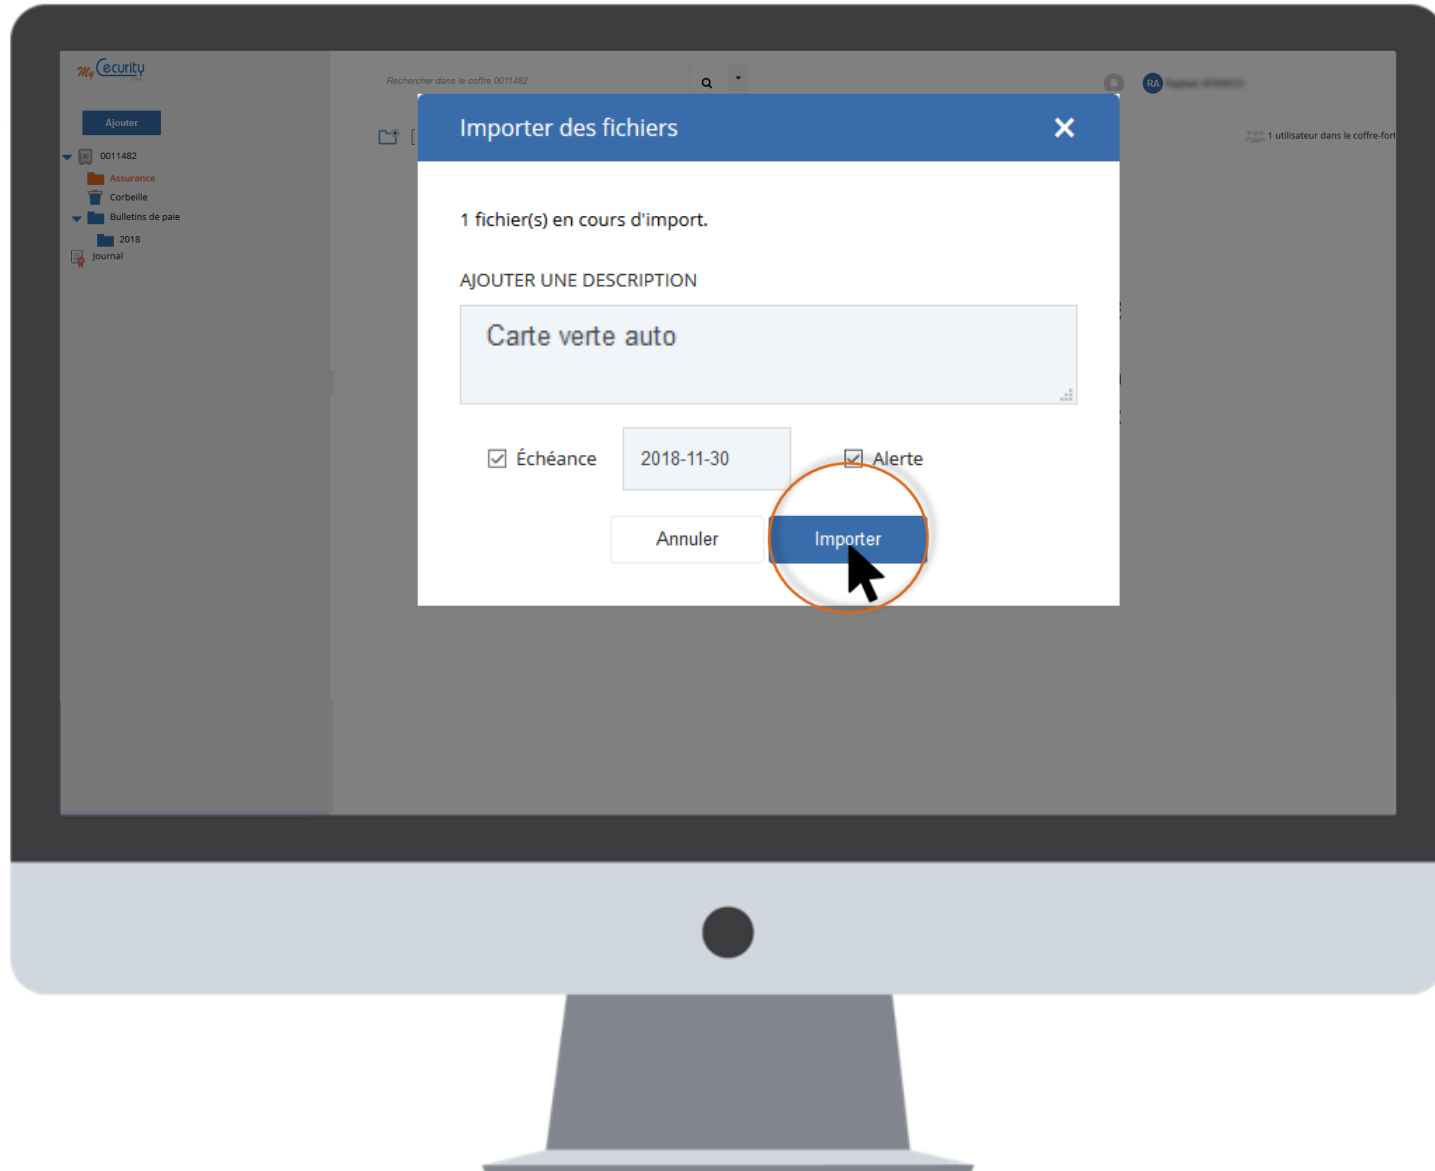 My Cecurity
.com
Rechercher dans le coffre 0011482
RA
Ajouter
1 utilisateur dans le coffre-fort
0011482
Assurance
Corbeille
Bulletins de paie
2018
Journal
Importer des fichiers
1 fichier(s) en cours d'import.
AJOUTER UNE DESCRIPTION
Carte verte auto
Échéance 2018-11-30 Alerte
Annuler Importer